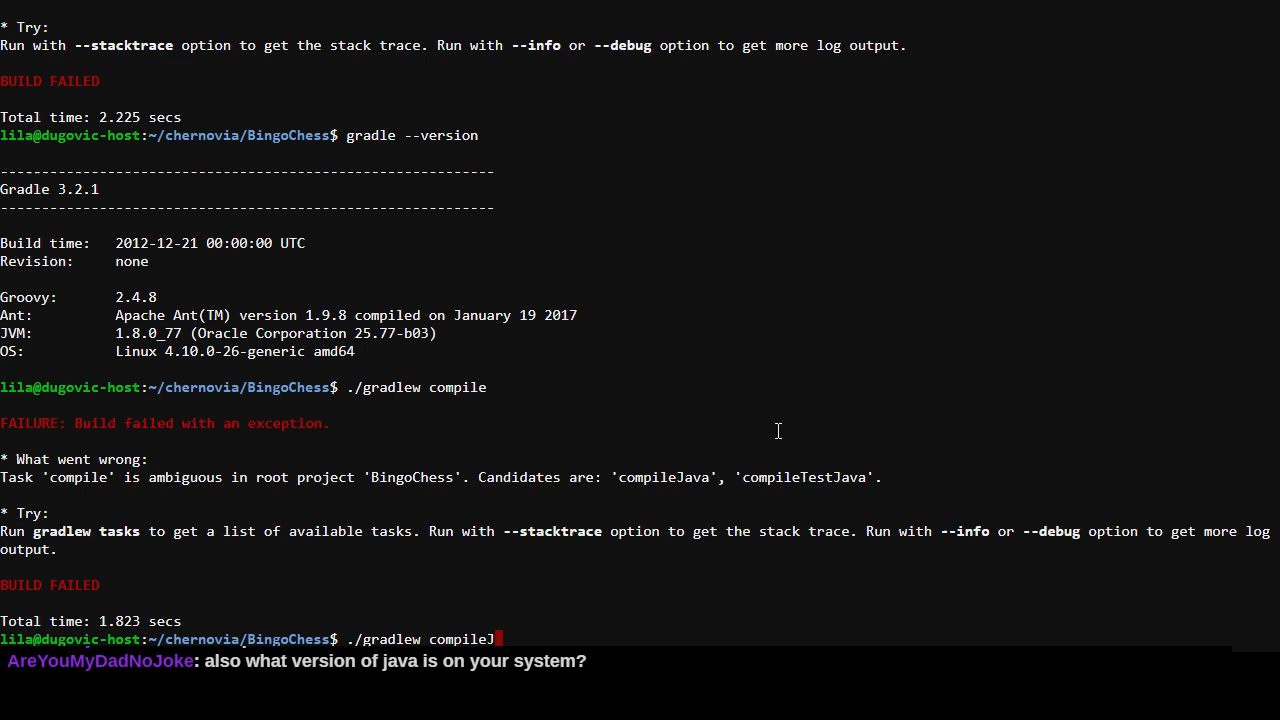 * Try:
Run with --stacktrace option to get the stack trace. Run with --info or --debug option to get more log output.
BUILD FAILED
Total time: 2.225 secs
lila@dugovic-host:~/chernovia/BingoChess$ gradle --version
------------------------------------------------------------
Gradle 3.2.1
------------------------------------------------------------
Build time:   2012-12-21 00:00:00 UTC
Revision:     none
Groovy:       2.4.8
Ant:          Apache Ant(TM) version 1.9.8 compiled on January 19 2017
JVM:          1.8.0_77 (Oracle Corporation 25.77-b03)
OS:           Linux 4.10.0-26-generic amd64
lila@dugovic-host:~/chernovia/BingoChess$ ./gradlew compile
FAILURE: Build failed with an exception.
* What went wrong:
Task 'compile' is ambiguous in root project 'BingoChess'. Candidates are: 'compileJava', 'compileTestJava'.
* Try:
Run gradlew tasks to get a list of available tasks. Run with --stacktrace option to get the stack trace. Run with --info or --debug option to get more log
output.
BUILD FAILED
Total time: 1.823 secs
lila@dugovic-host:~/chernovia/BingoChess$ ./gradlew compileJ
AreYouMyDadNoJoke: also what version of java is on your system?